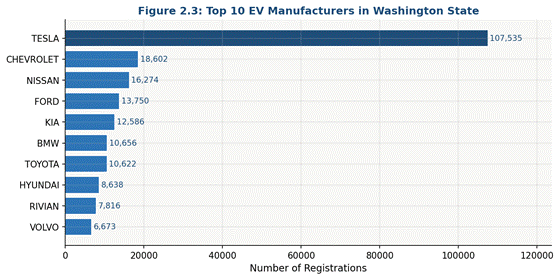 Figure 2.3: Top 10 EV Manufacturers in Washington State
TESLA 107,535
CHEVROLET 18,602
NISSAN 16,274
FORD 13,750
KIA 12,586
BMW 10,656
TOYOTA 10,622
HYUNDAI 8,638
RIVIAN 7,816
VOLVO 6,673
0 20000 40000 60000 80000 100000 120000
Number of Registrations